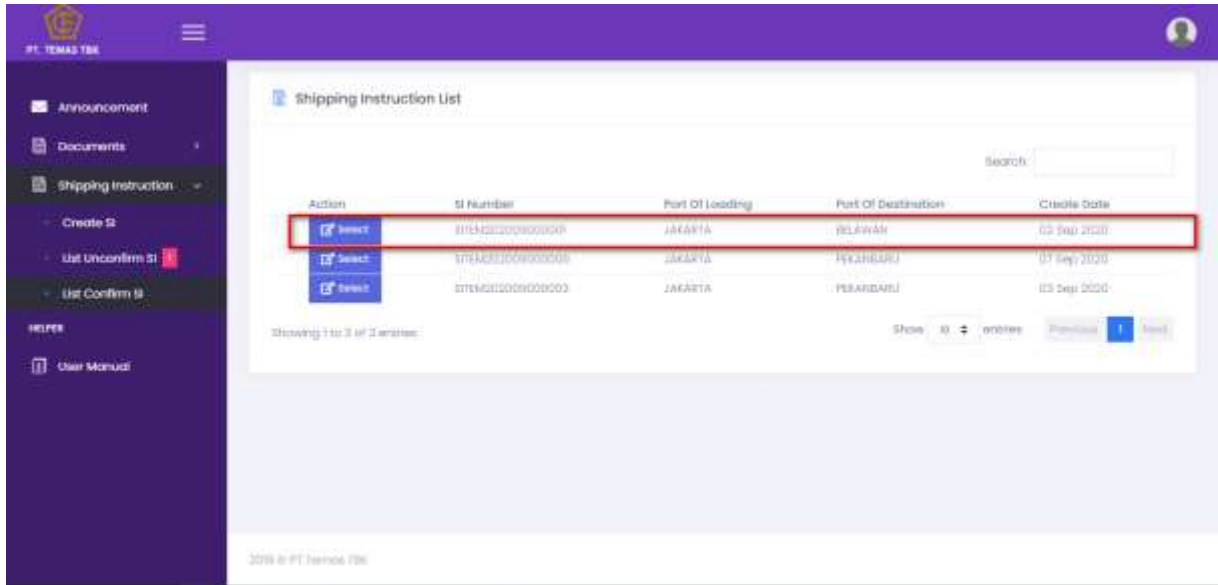 PT. TEMAS TBK
Announcement
Documents
Shipping Instruction
Create SI
List Unconfirm SI 1
List Confirm SI
HELPER
User Manual
Shipping Instruction List
Search:
Action SI Number Port Of Loading Port Of Destination Create Date
Select JAKARTA BELAWAN 02 Sep 2020
Select JAKARTA PEKANBARU 07 Sep 2020
Select JAKARTA PEKANBARU 03 Sep 2020
Showing 1 to 3 of 3 entries
Show 10 entries Previous 1 Next
2019 © PT Temas TBK